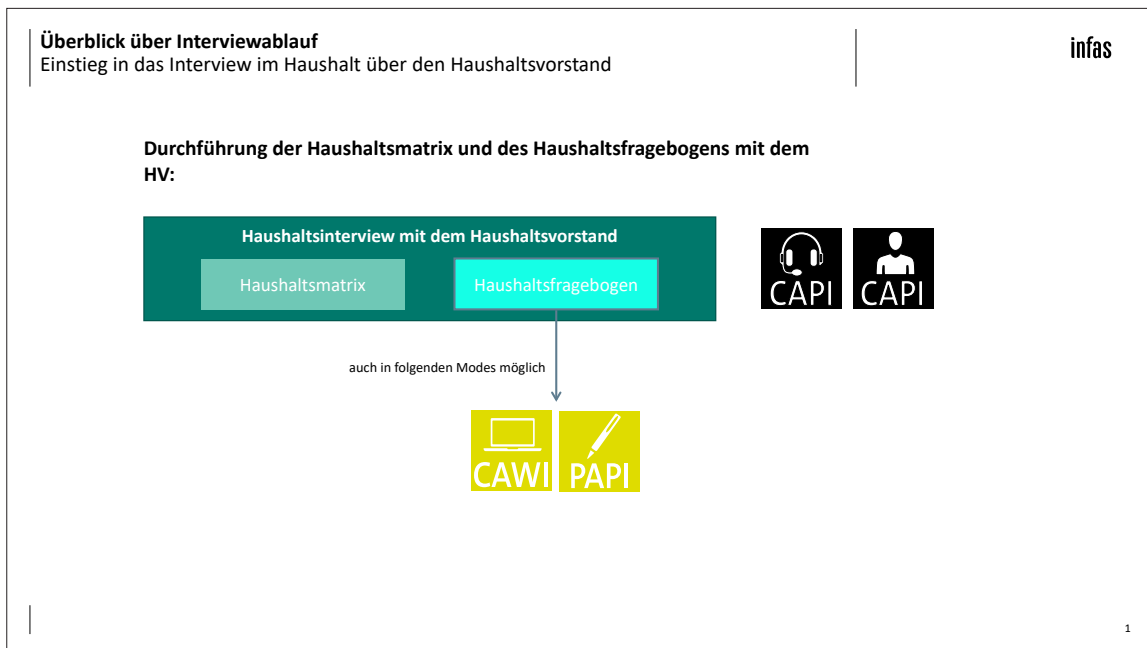 Überblick über Interviewablauf
Einstieg in das Interview im Haushalt über den Haushaltsvorstand
infas
Durchführung der Haushaltsmatrix und des Haushaltsfragebogens mit dem
HV:
Haushaltsinterview mit dem Haushaltsvorstand
Haushaltsmatrix
Haushaltsfragebogen
CAPI
CAPI
auch in folgenden Modes möglich
CAWI
PAPI
1